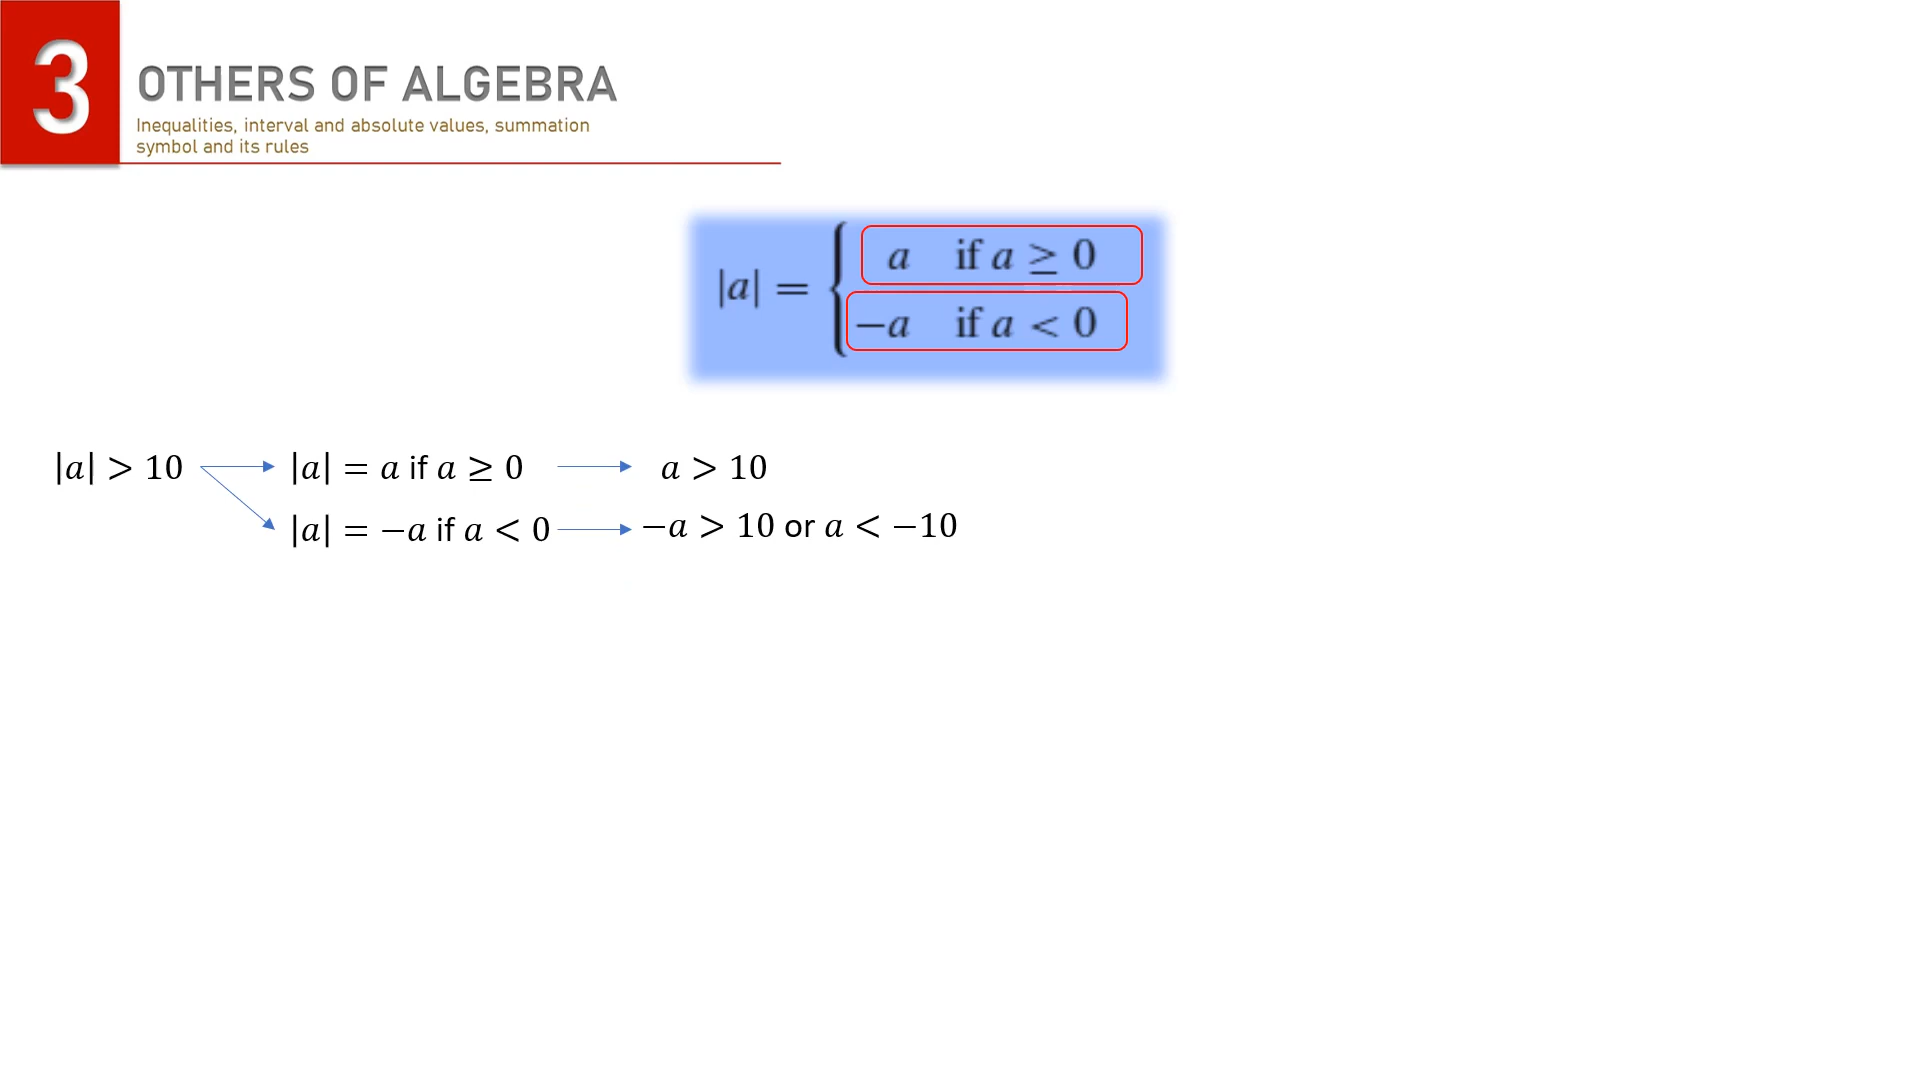 3
OTHERS OF ALGEBRA
Inequalities, interval and absolute values, summation
symbol and its rules
a if a ≥ 0
|a| = {
−a if a < 0
|a| > 10 |a| = a if a ≥ 0 a > 10
|a| = −a if a < 0 −a > 10 or a < −10